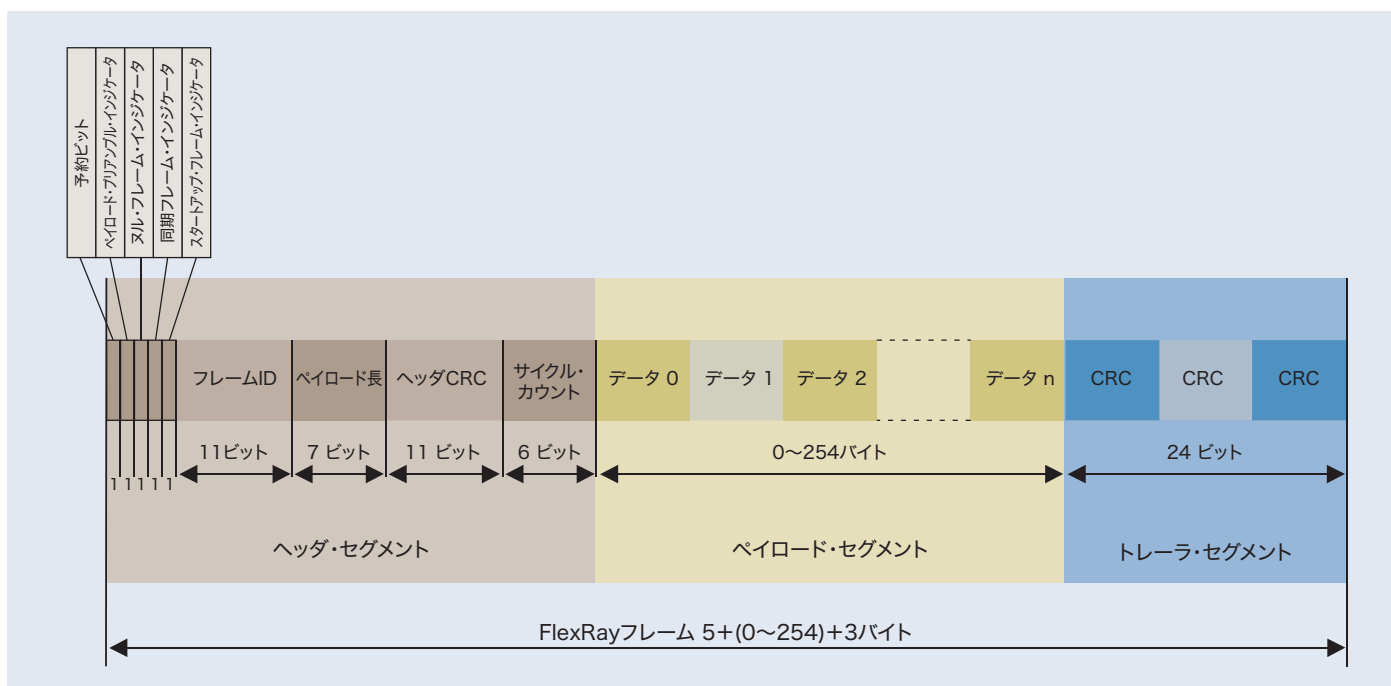 予約ビット
ペイロード・プリアンブル・インジケータ
ヌル・フレーム・インジケータ
同期フレーム・インジケータ
スタートアップ・フレーム・インジケータ
フレームID
ペイロード長
ヘッダCRC
サイクル・
カウント
データ 0
データ 1
データ 2
データ n
CRC
CRC
CRC
1 1 1 1 1
11ビット
7 ビット
11 ビット
6 ビット
0〜254バイト
24 ビット
ヘッダ・セグメント
ペイロード・セグメント
トレーラ・セグメント
FlexRayフレーム 5+(0〜254)+3バイト